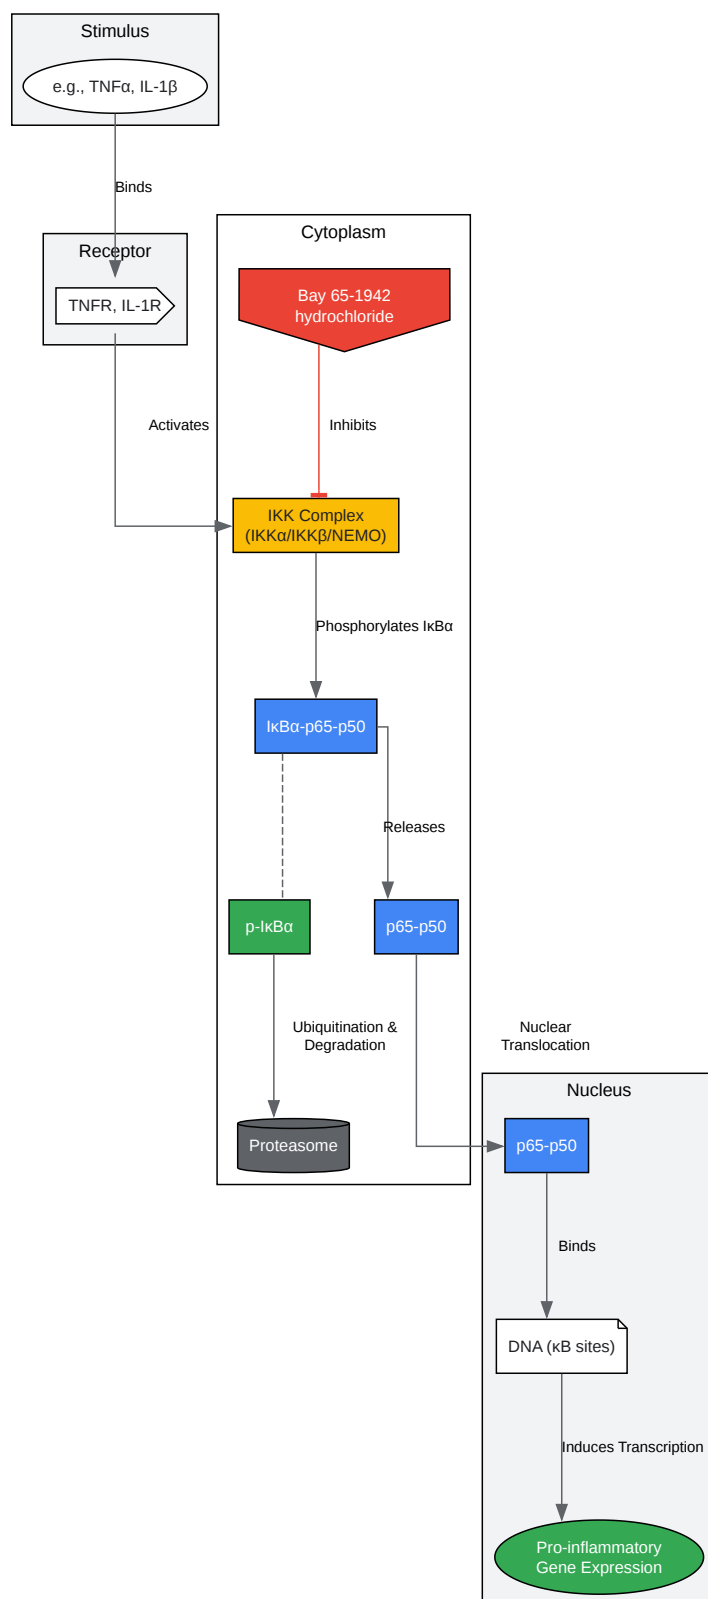 Stimulus
e.g., TNFα, IL-1β
Binds
Receptor
TNFR, IL-1R
Activates
Cytoplasm
Bay 65-1942
hydrochloride
Inhibits
IKK Complex
(IKKα/IKKβ/NEMO)
Phosphorylates IκBα
IκBα-p65-p50
Releases
p-IκBα
p65-p50
Ubiquitination &
Degradation
Nuclear
Translocation
Proteasome
Nucleus
p65-p50
Binds
DNA (κB sites)
Induces Transcription
Pro-inflammatory
Gene Expression